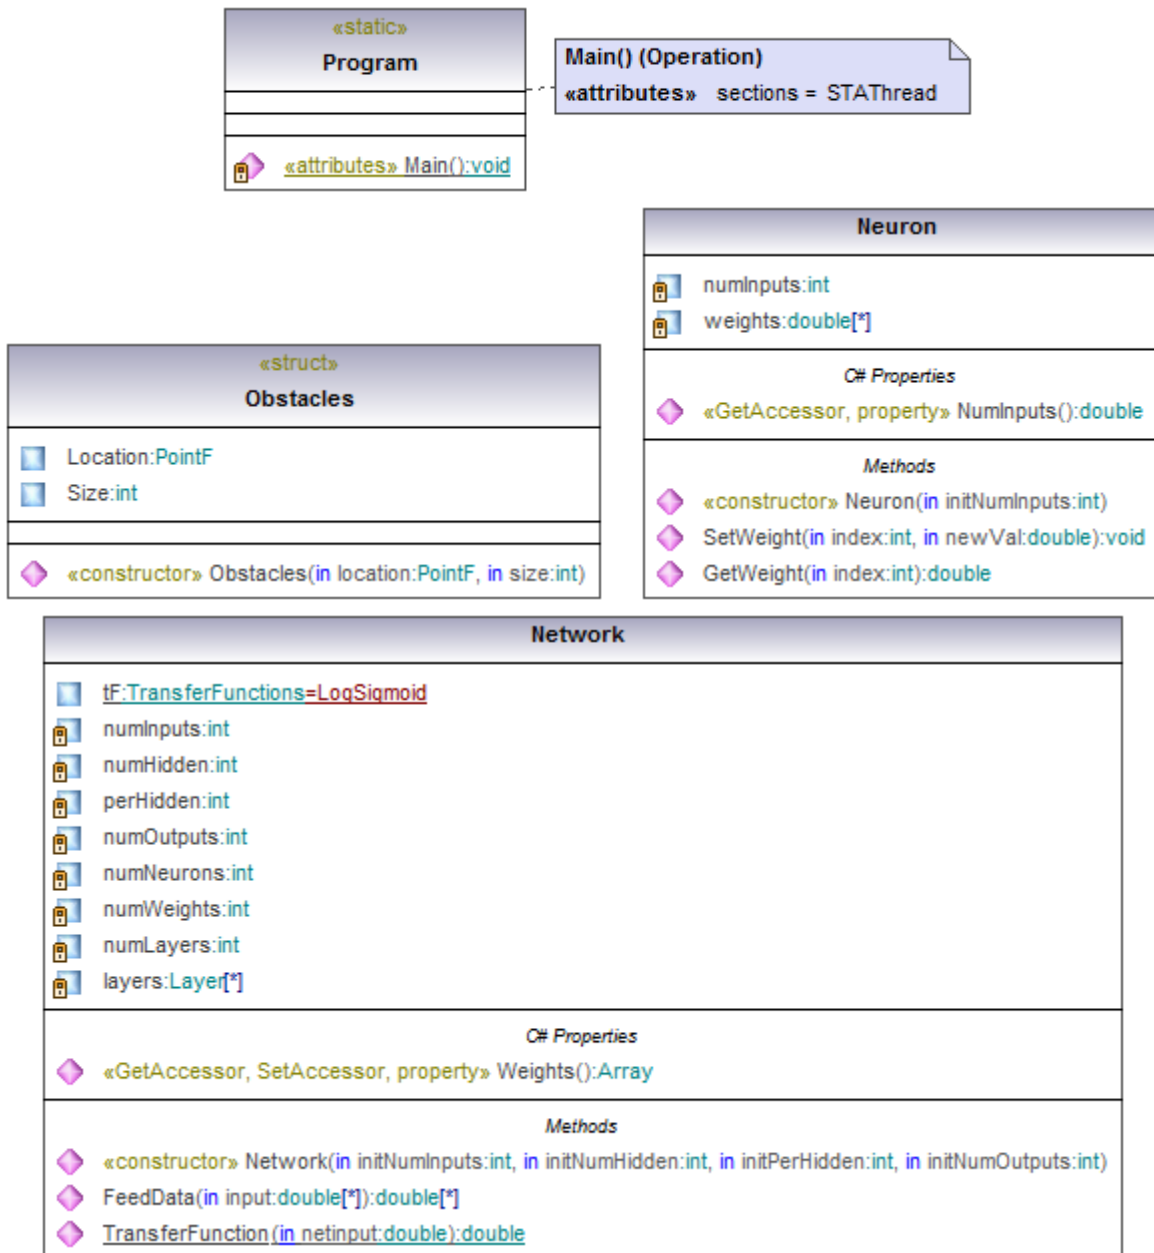 «static»
Program
«attributes» Main():void
Main() (Operation)
«attributes» sections = STAThread
Neuron
numInputs:int
weights:double[*]
C# Properties
«GetAccessor, property» NumInputs():double
Methods
«constructor» Neuron(in initNumInputs:int)
SetWeight(in index:int, in newVal:double):void
GetWeight(in index:int):double
«struct»
Obstacles
Location:PointF
Size:int
«constructor» Obstacles(in location:PointF, in size:int)
Network
tF:TransferFunctions=LogSigmoid
numInputs:int
numHidden:int
perHidden:int
numOutputs:int
numNeurons:int
numWeights:int
numLayers:int
layers:Layer[*]
C# Properties
«GetAccessor, SetAccessor, property» Weights():Array
Methods
«constructor» Network(in initNumInputs:int, in initNumHidden:int, in initPerHidden:int, in initNumOutputs:int)
FeedData(in input:double[*]):double[*]
TransferFunction(in netinput:double):double